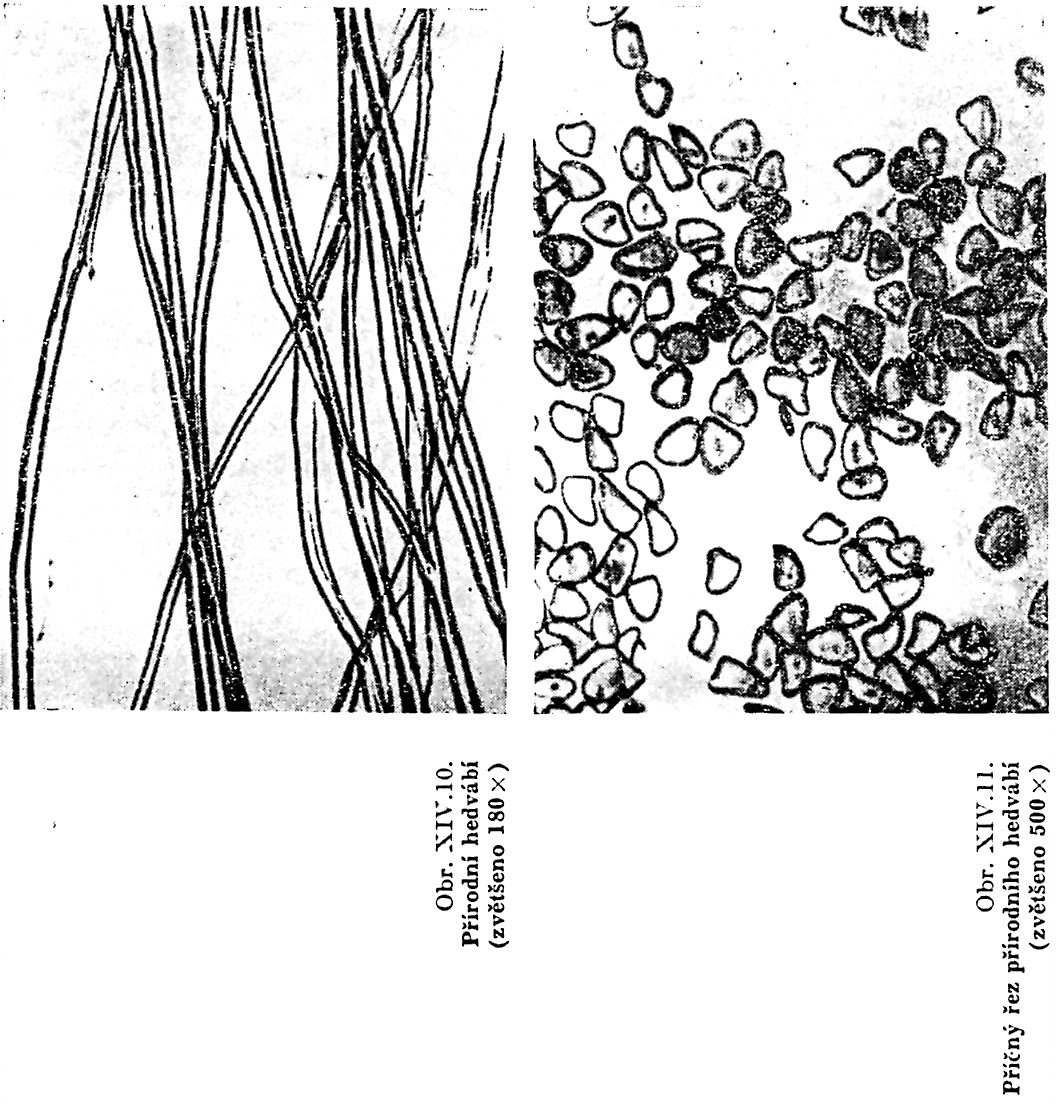 Obr. XIV.10.
Přírodní hedvábí
(zvětšeno 180 ×)
Obr. XIV.11.
Příčný řez přírodního hedvábí
(zvětšeno 500 ×)